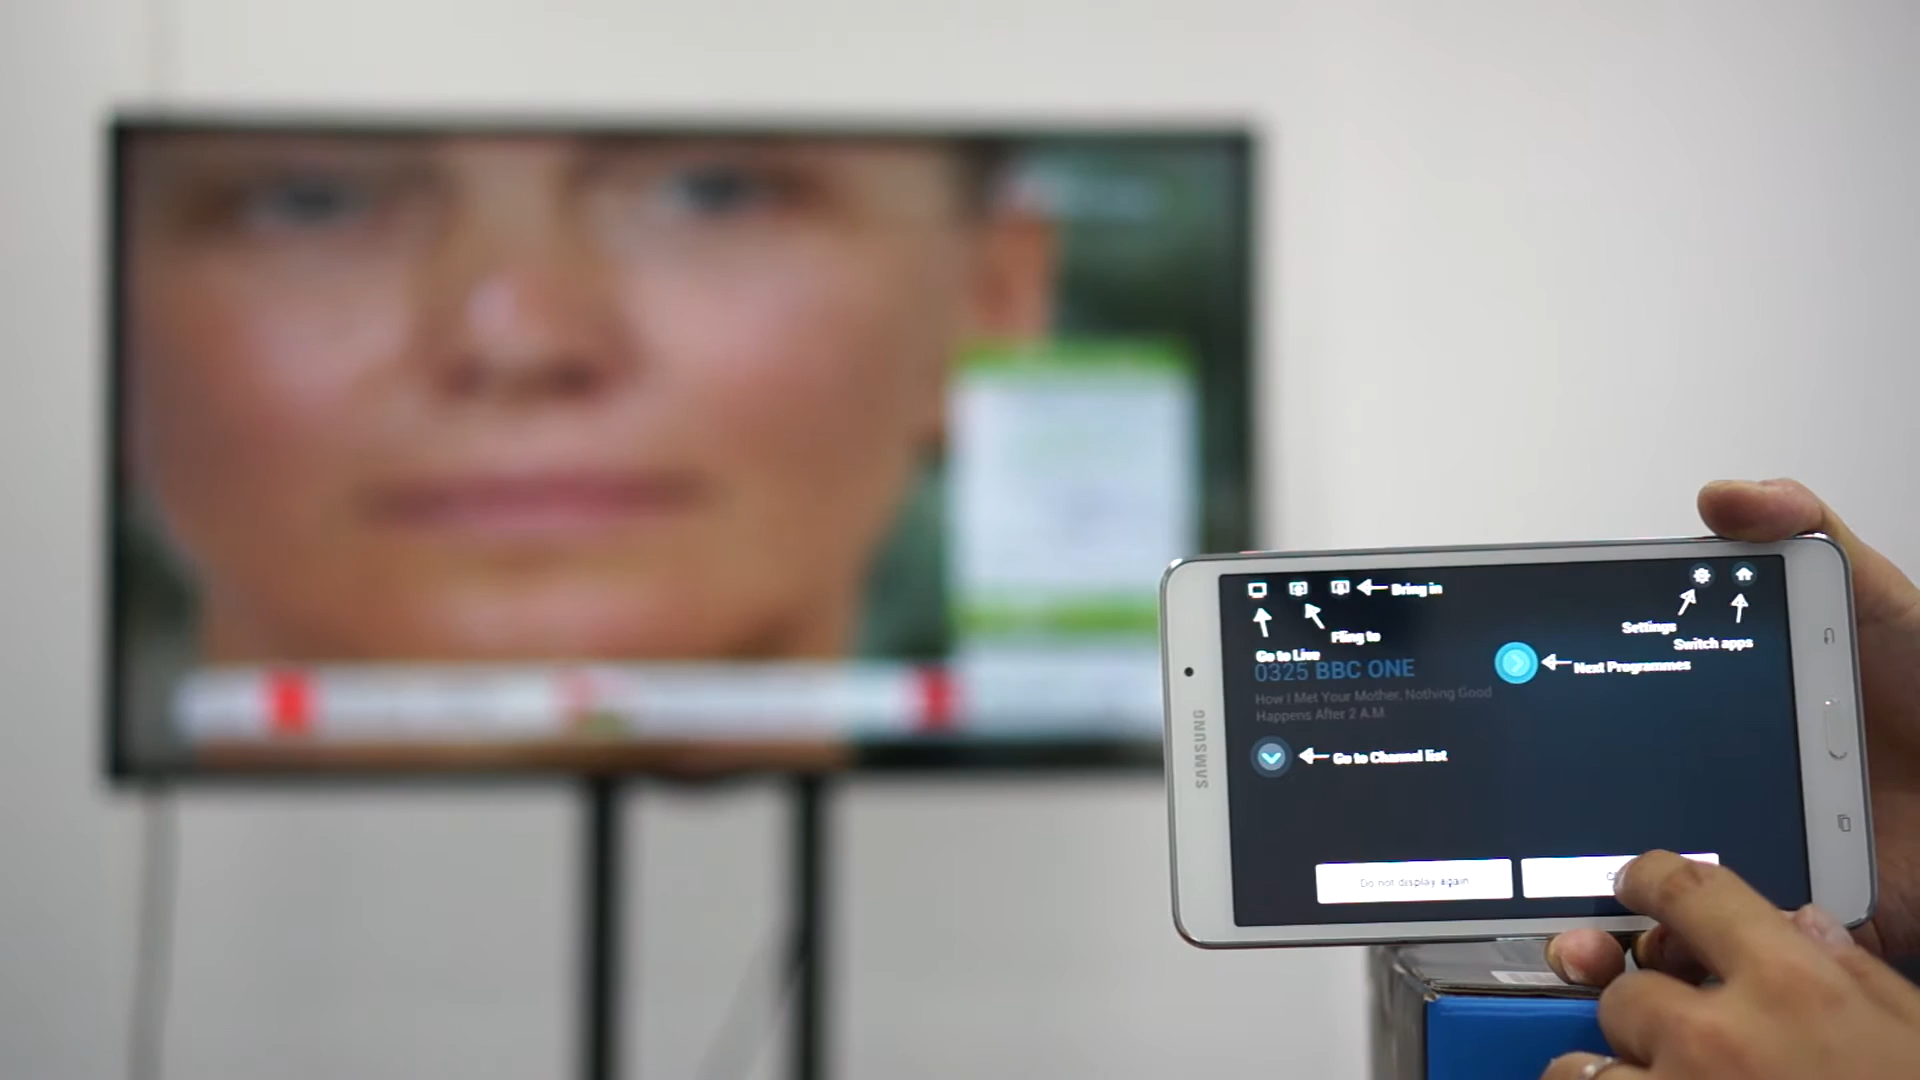 Bring in
Fling to
Go to Live
Settings
Switch apps
0325 BBC ONE
Next Programmes
How I Met Your Mother, Nothing Good
Happens After 2 A.M
Go to Channel list
Do not display again
SAMSUNG